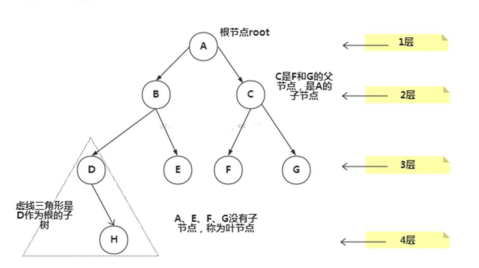 根节点root
A
1层
C是F和G的父
节点，是A的
子节点
B
C
2层
D
E
F
G
3层
虚线三角形是
D作为根的子
树
A、E、F、G没有子
节点，称为叶节点
H
4层